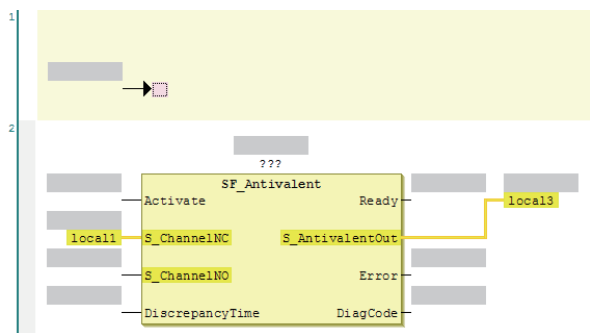 1
2
???
SF_Antivalent
Activate Ready local3
local1 S_ChannelNC S_AntivalentOut
S_ChannelNO Error
DiscrepancyTime DiagCode